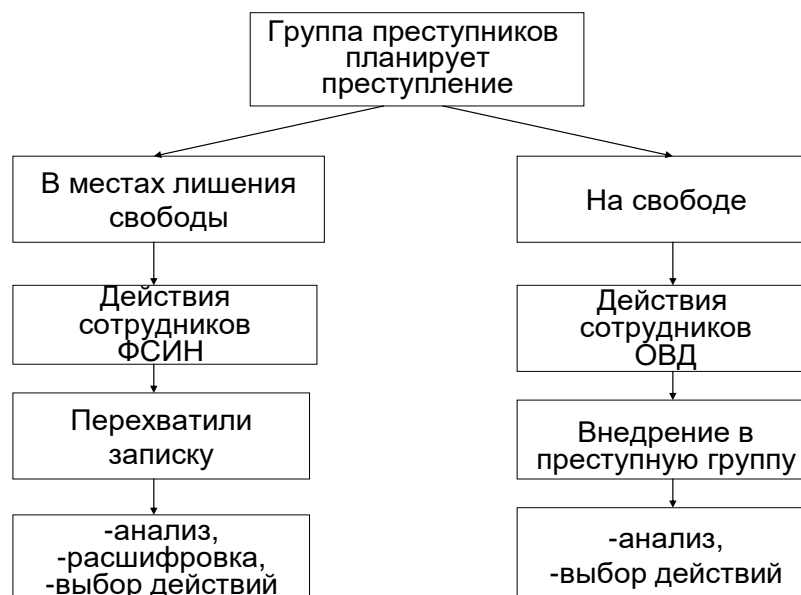 Группа преступников
планирует
преступление
В местах лишения
свободы
На свободе
Действия
сотрудников
ФСИН
Действия
сотрудников
ОВД
Перехватили
записку
Внедрение в
преступную группу
-анализ,
-расшифровка,
-выбор действий
-анализ,
-выбор действий